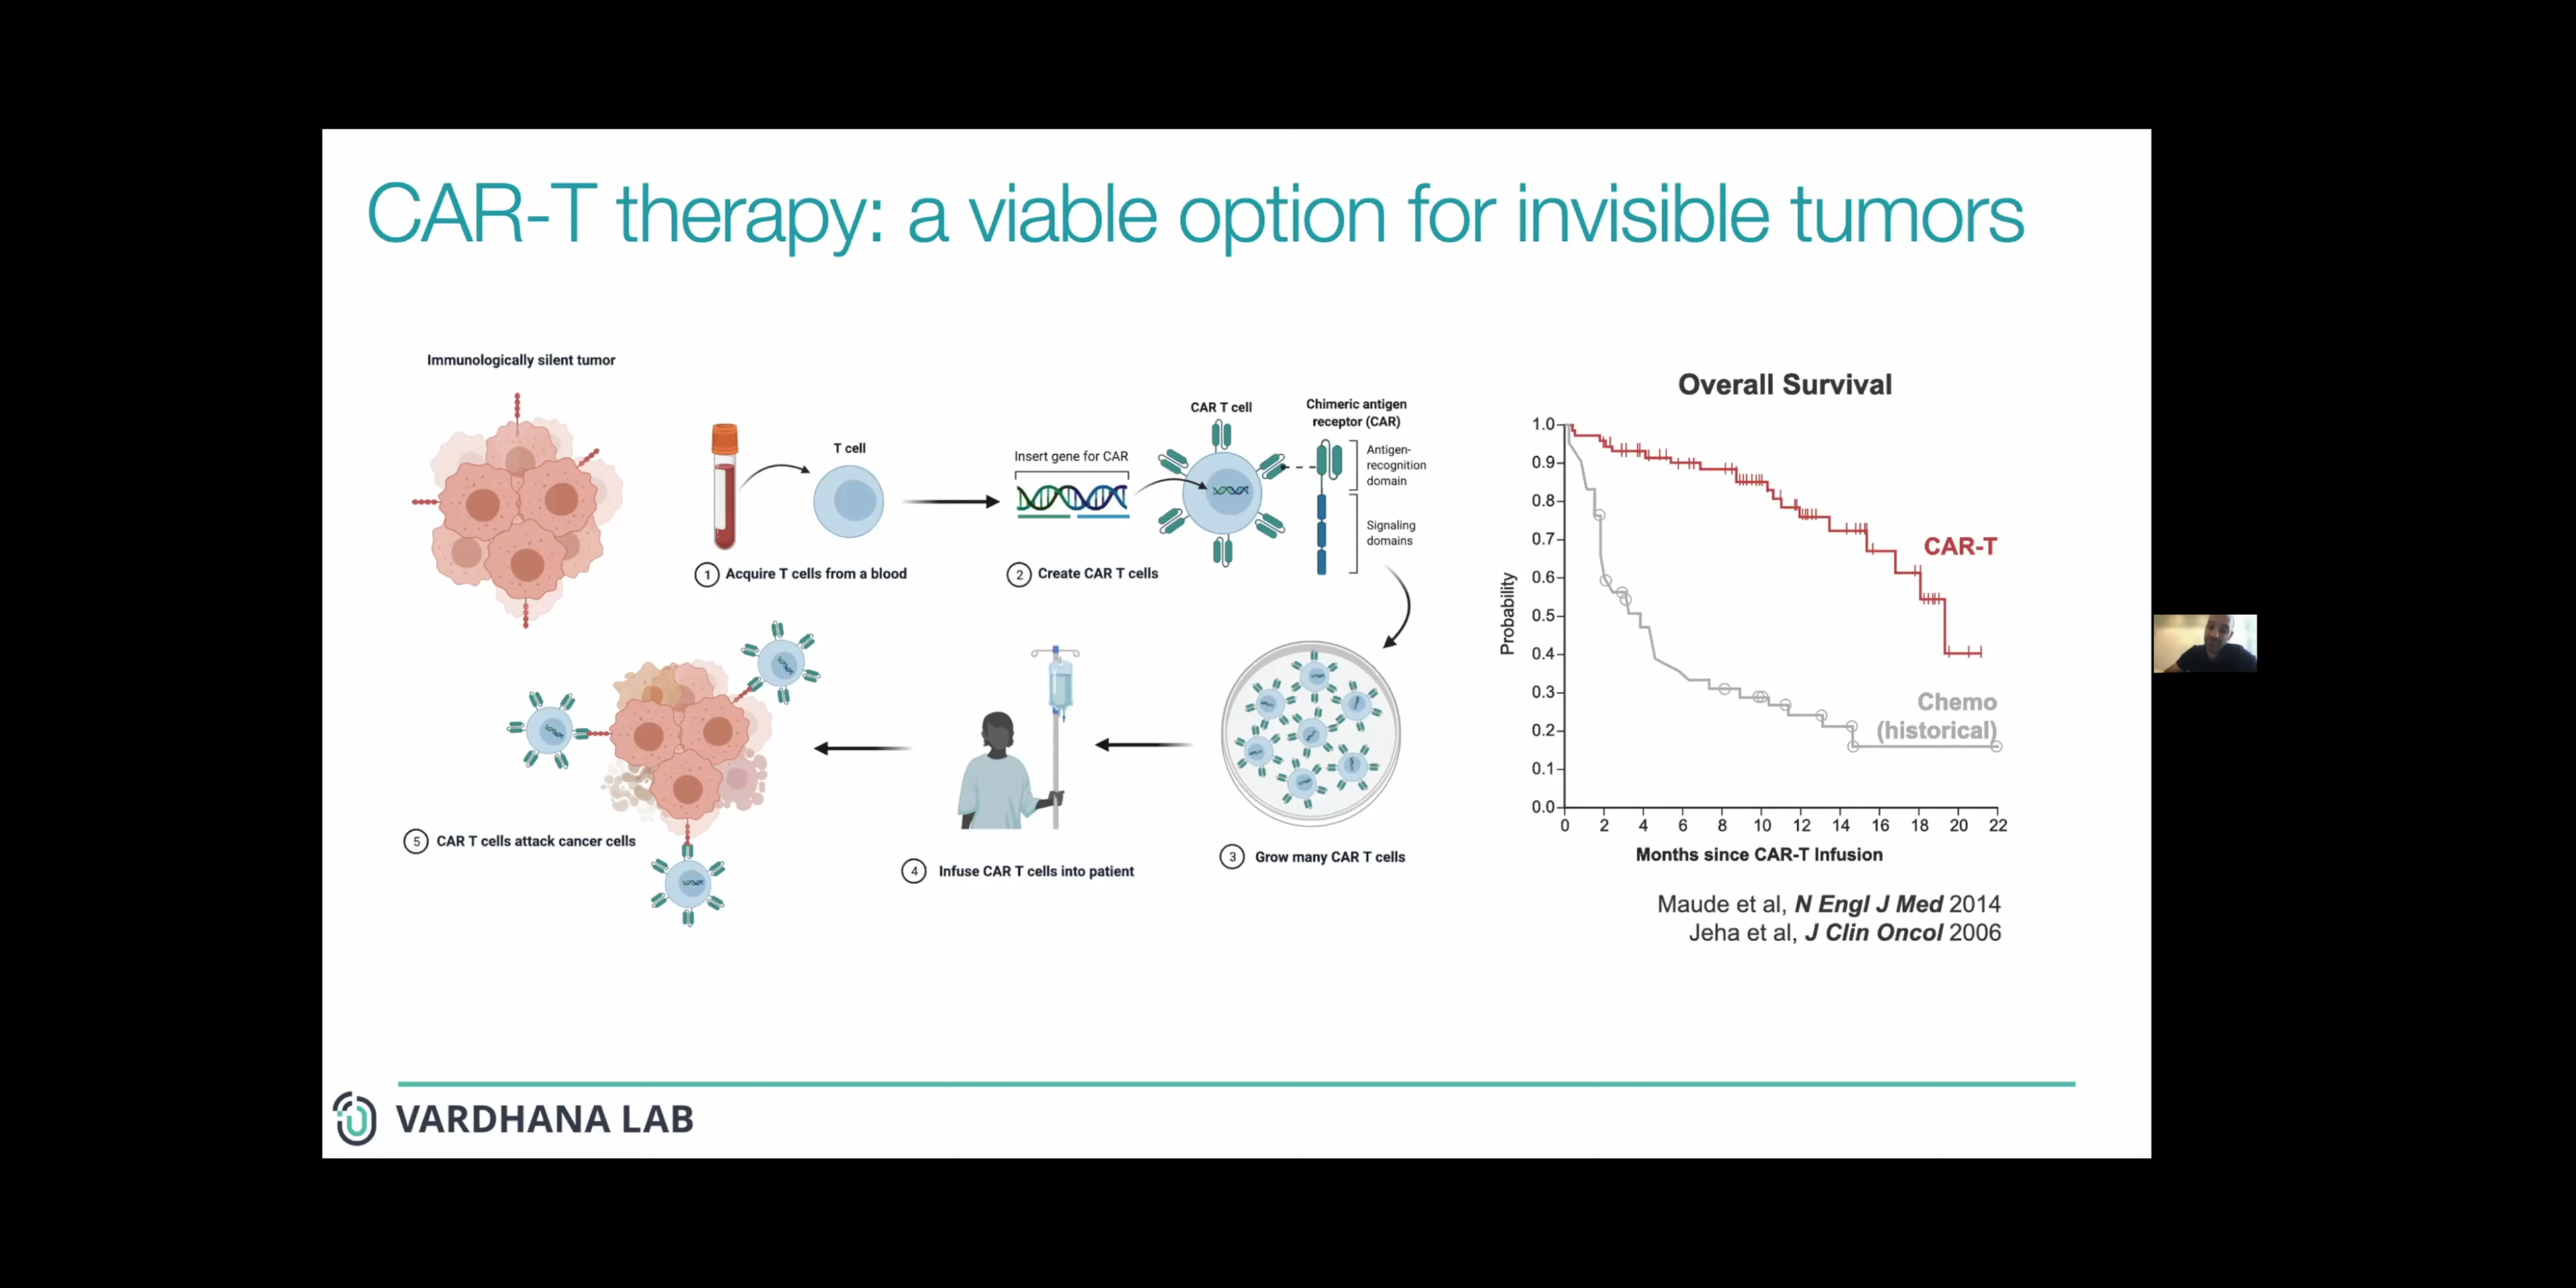 CAR-T therapy: a viable option for invisible tumors
Immunologically silent tumor
T cell
1 Acquire T cells from a blood
Insert gene for CAR
CAR T cell
2 Create CAR T cells
Chimeric antigen
receptor (CAR)
Antigen-
recognition
domain
Signaling
domains
3 Grow many CAR T cells
4 Infuse CAR T cells into patient
5 CAR T cells attack cancer cells
Overall Survival
Probability
1.0
0.9
0.8
0.7
0.6
0.5
0.4
0.3
0.2
0.1
0.0
CAR-T
Chemo
(historical)
0 2 4 6 8 10 12 14 16 18 20 22
Months since CAR-T Infusion
Maude et al, N Engl J Med 2014
Jeha et al, J Clin Oncol 2006
VARDHANA LAB